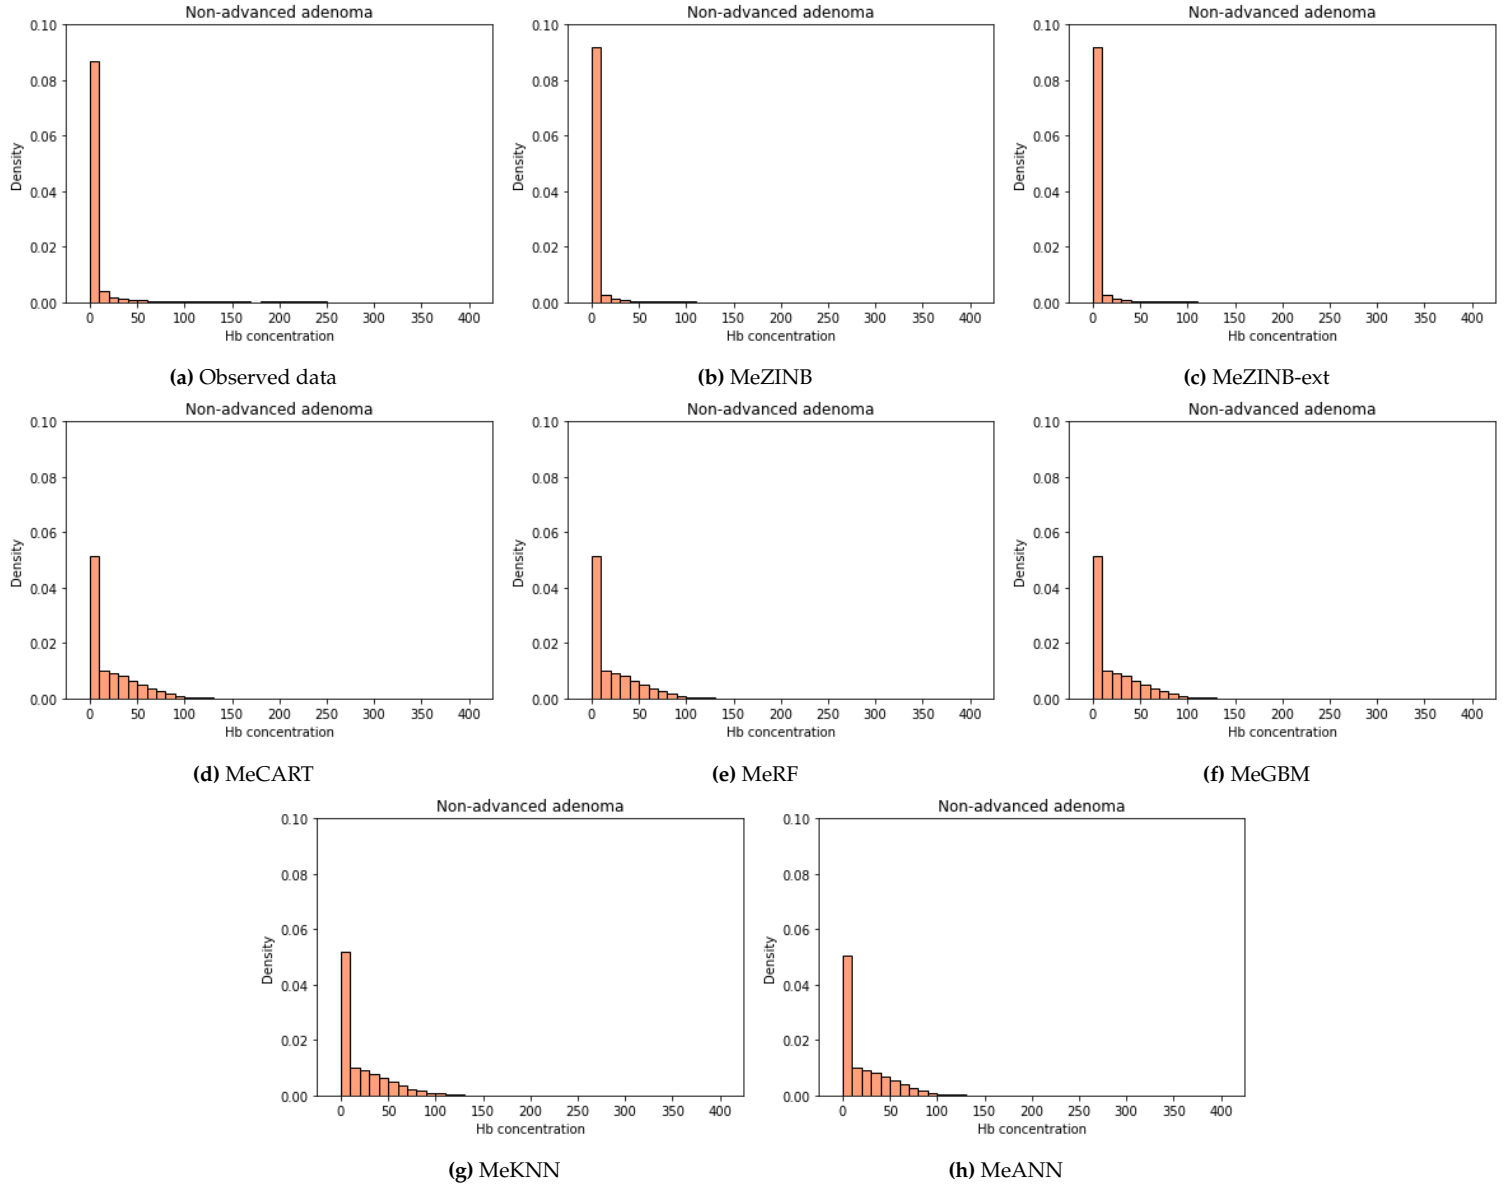 Non-advanced adenoma
0.10
0.08
0.06
0.04
0.02
0.00
Density
0 50 100 150 200 250 300 350 400
Hb concentration
(a) Observed data
Non-advanced adenoma
0.10
0.08
0.06
0.04
0.02
0.00
Density
0 50 100 150 200 250 300 350 400
Hb concentration
(b) MeZINB
Non-advanced adenoma
0.10
0.08
0.06
0.04
0.02
0.00
Density
0 50 100 150 200 250 300 350 400
Hb concentration
(c) MeZINB-ext
Non-advanced adenoma
0.10
0.08
0.06
0.04
0.02
0.00
Density
0 50 100 150 200 250 300 350 400
Hb concentration
(d) MeCART
Non-advanced adenoma
0.10
0.08
0.06
0.04
0.02
0.00
Density
0 50 100 150 200 250 300 350 400
Hb concentration
(e) MeRF
Non-advanced adenoma
0.10
0.08
0.06
0.04
0.02
0.00
Density
0 50 100 150 200 250 300 350 400
Hb concentration
(f) MeGBM
Non-advanced adenoma
0.10
0.08
0.06
0.04
0.02
0.00
Density
0 50 100 150 200 250 300 350 400
Hb concentration
(g) MeKNN
Non-advanced adenoma
0.10
0.08
0.06
0.04
0.02
0.00
Density
0 50 100 150 200 250 300 350 400
Hb concentration
(h) MeANN